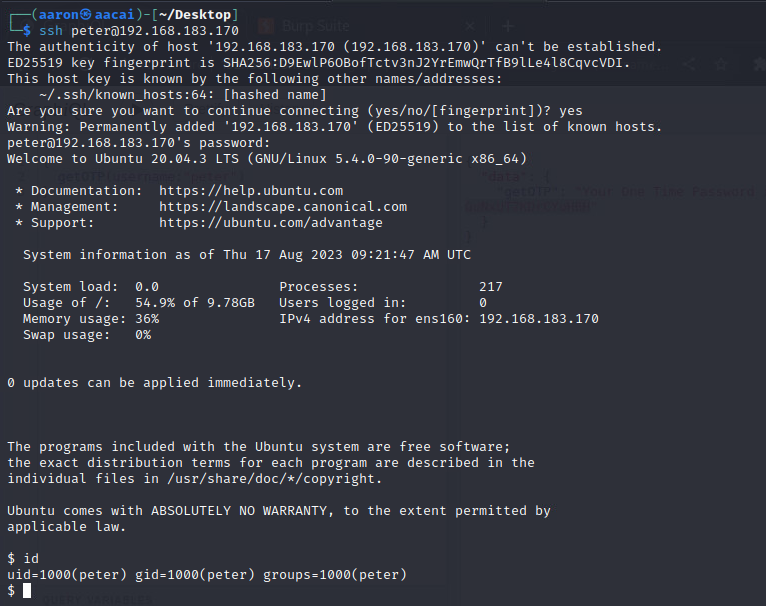 ┌──(aaron㉿aacai)-[~/Desktop]
└─$ ssh peter@192.168.183.170
The authenticity of host '192.168.183.170 (192.168.183.170)' can't be established.
ED25519 key fingerprint is SHA256:D9EwlP6OBofTctv3nJ2YrEmwQrTfB9lLe4l8CqvcVDI.
This host key is known by the following other names/addresses:
    ~/.ssh/known_hosts:64: [hashed name]
Are you sure you want to continue connecting (yes/no/[fingerprint])? yes
Warning: Permanently added '192.168.183.170' (ED25519) to the list of known hosts.
peter@192.168.183.170's password:
Welcome to Ubuntu 20.04.3 LTS (GNU/Linux 5.4.0-90-generic x86_64)
 * Documentation:  https://help.ubuntu.com
 * Management:     https://landscape.canonical.com
 * Support:        https://ubuntu.com/advantage
  System information as of Thu 17 Aug 2023 09:21:47 AM UTC
  System load:  0.0               Processes:               217
  Usage of /:   54.9% of 9.78GB   Users logged in:         0
  Memory usage: 36%               IPv4 address for ens160: 192.168.183.170
  Swap usage:   0%
0 updates can be applied immediately.
The programs included with the Ubuntu system are free software;
the exact distribution terms for each program are described in the
individual files in /usr/share/doc/*/copyright.
Ubuntu comes with ABSOLUTELY NO WARRANTY, to the extent permitted by
applicable law.
$ id
uid=1000(peter) gid=1000(peter) groups=1000(peter)
$
Burp Suite
"data": {
"getOTP": "Your One Time Password